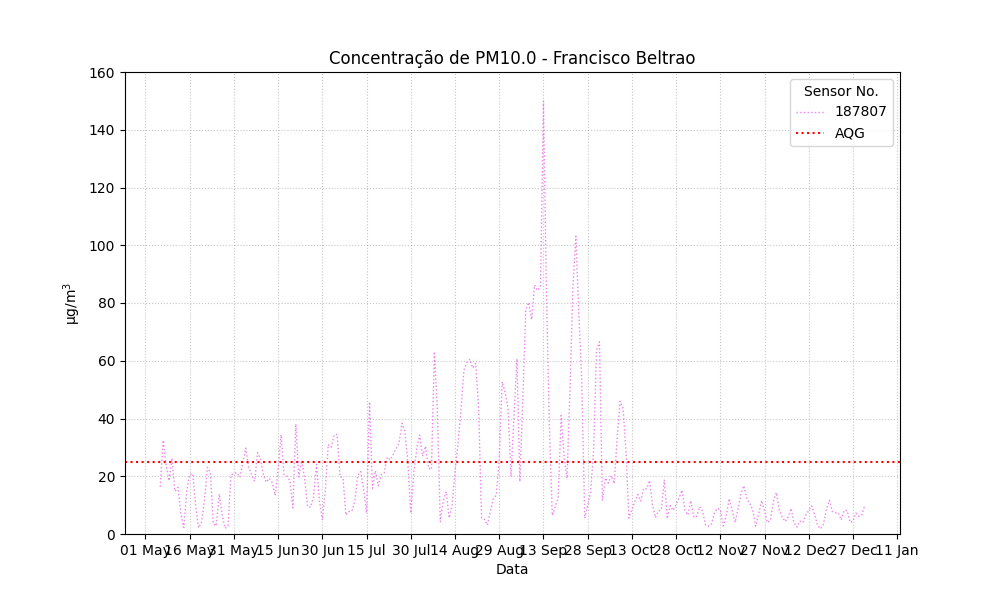 Concentração de PM10.0 - Francisco Beltrao
160
140
120
100
80
60
40
20
0
µg/m³
Sensor No.
187807
AQG
01 May 16 May 31 May 15 Jun 30 Jun 15 Jul 30 Jul 14 Aug 29 Aug 13 Sep 28 Sep 13 Oct 28 Oct 12 Nov 27 Nov 12 Dec 27 Dec 11 Jan
Data